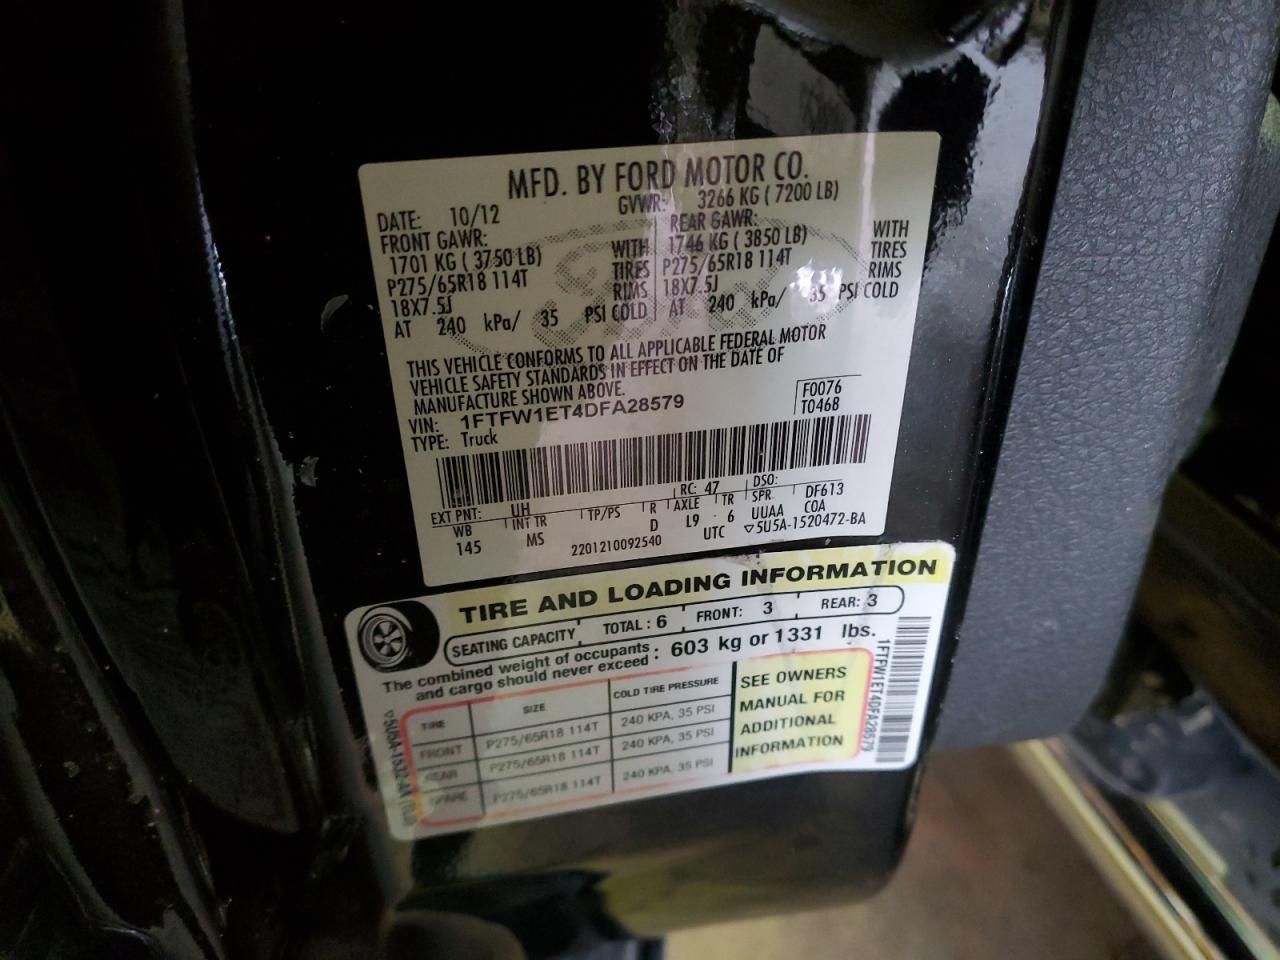 MFD. BY FORD MOTOR CO.
DATE: 10/12 GVWR: 3266 KG ( 7200 LB)
FRONT GAWR: REAR GAWR:
1701 KG ( 3750 LB) WITH 1746 KG ( 3850 LB) WITH
P275/65R18 114T TIRES P275/65R18 114T TIRES
18X7.5J RIMS 18X7.5J RIMS
AT 240 kPa/ 35 PSI COLD AT 240 kPa/ 35 PSI COLD
Ford
THIS VEHICLE CONFORMS TO ALL APPLICABLE FEDERAL MOTOR
VEHICLE SAFETY STANDARDS IN EFFECT ON THE DATE OF
MANUFACTURE SHOWN ABOVE.
VIN: 1FTFW1ET4DFA28579 F0076
TYPE: Truck T0468
EXT PNT: UH RC: 47 DSO:
WB INT TR TP/PS R AXLE TR SPR DF613
145 MS D L9 6 UUAA COA
2201210092540 UTC ▽5U5A-1520472-BA
TIRE AND LOADING INFORMATION
SEATING CAPACITY TOTAL: 6 FRONT: 3 REAR: 3
The combined weight of occupants
and cargo should never exceed : 603 kg or 1331 lbs.
TIRE SIZE COLD TIRE PRESSURE
FRONT P275/65R18 114T 240 KPA, 35 PSI
REAR P275/65R18 114T 240 KPA, 35 PSI
SPARE P275/65R18 114T 240 KPA, 35 PSI
SEE OWNERS
MANUAL FOR
ADDITIONAL
INFORMATION
1FTFW1ET4DFA28579